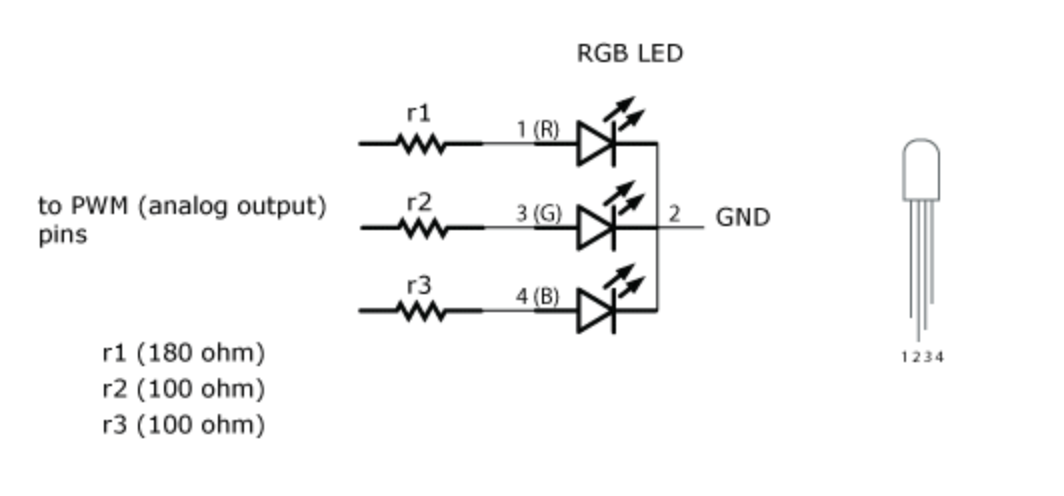 RGB LED
r1
1 (R)
to PWM (analog output)
pins
r2
3 (G)
2
GND
r3
4 (B)
r1 (180 ohm)
r2 (100 ohm)
r3 (100 ohm)
1 2 3 4